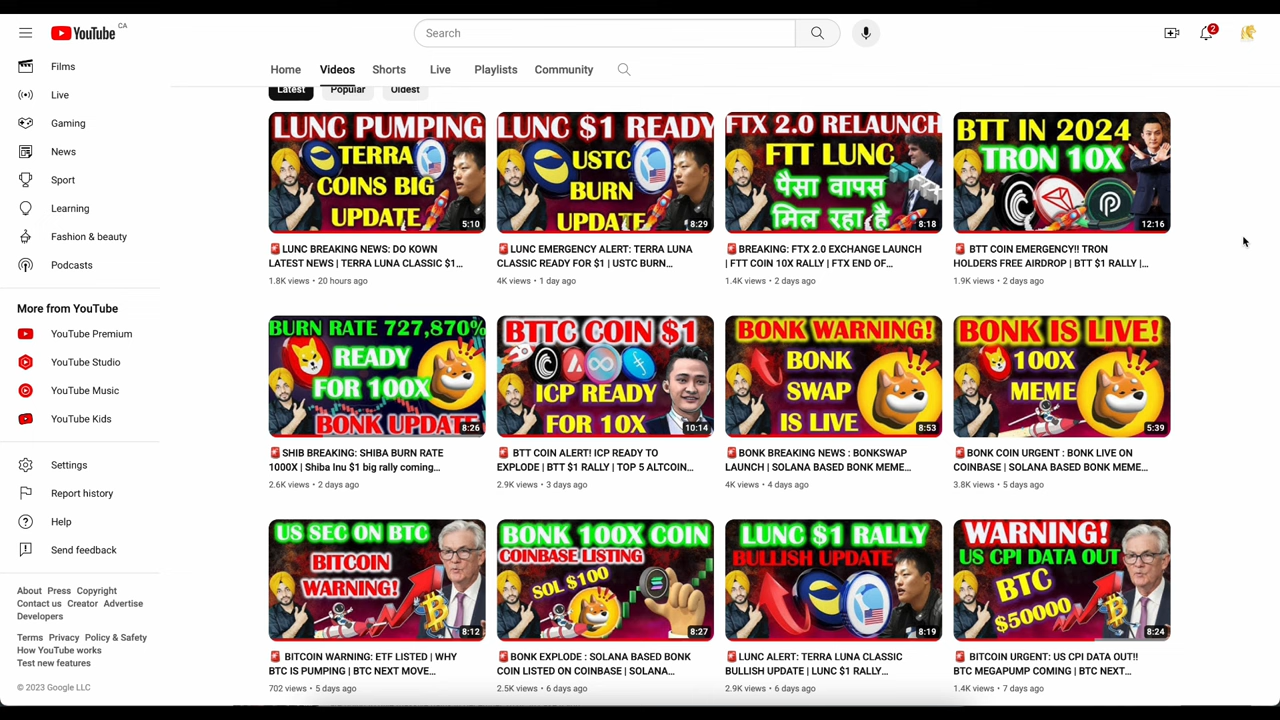 YouTube CA
Search
2
Home Videos Shorts Live Playlists Community
Latest Popular Oldest
Films
Live
Gaming
News
Sport
Learning
Fashion & beauty
Podcasts
More from YouTube
YouTube Premium
YouTube Studio
YouTube Music
YouTube Kids
Settings
Report history
Help
Send feedback
About Press Copyright
Contact us Creator Advertise
Developers
Terms Privacy Policy & Safety
How YouTube works
Test new features
© 2023 Google LLC
LUNC PUMPING
TERRA
COINS BIG
UPDATE
5:10
🚨LUNC BREAKING NEWS: DO KOWN
LATEST NEWS | TERRA LUNA CLASSIC $1...
1.8K views • 20 hours ago
LUNC $1 READY
USTC
BURN
UPDATE
8:29
🚨LUNC EMERGENCY ALERT: TERRA LUNA
CLASSIC READY FOR $1 | USTC BURN...
4K views • 1 day ago
FTX 2.0 RELAUNCH
FTT LUNC
पैसा वापस
मिल रहा है
8:18
🚨BREAKING: FTX 2.0 EXCHANGE LAUNCH
| FTT COIN 10X RALLY | FTX END OF...
1.4K views • 2 days ago
BTT IN 2024
TRON 10X
12:16
🚨 BTT COIN EMERGENCY!! TRON
HOLDERS FREE AIRDROP | BTT $1 RALLY |...
1.9K views • 2 days ago
BURN RATE 727,870%
READY
FOR 100X
BONK UPDATE
8:26
🚨SHIB BREAKING: SHIBA BURN RATE
1000X | Shiba Inu $1 big rally coming...
2.6K views • 2 days ago
BTTC COIN $1
ICP READY
FOR 10X
10:14
🚨 BTT COIN ALERT! ICP READY TO
EXPLODE | BTT $1 RALLY | TOP 5 ALTCOIN...
2.9K views • 3 days ago
BONK WARNING!
BONK
SWAP
IS LIVE
8:53
🚨BONK BREAKING NEWS : BONKSWAP
LAUNCH | SOLANA BASED BONK MEME...
4K views • 4 days ago
BONK IS LIVE!
100X
MEME
5:39
🚨BONK COIN URGENT : BONK LIVE ON
COINBASE | SOLANA BASED BONK MEME...
3.8K views • 5 days ago
US SEC ON BTC
BITCOIN
WARNING!
8:12
🚨 BITCOIN WARNING: ETF LISTED | WHY
BTC IS PUMPING | BTC NEXT MOVE...
702 views • 5 days ago
BONK 100X COIN
COINBASE LISTING
SOL $100
8:27
🚨BONK EXPLODE : SOLANA BASED BONK
COIN LISTED ON COINBASE | SOLANA...
2.5K views • 6 days ago
LUNC $1 RALLY
BULLISH UPDATE
8:19
🚨LUNC ALERT: TERRA LUNA CLASSIC
BULLISH UPDATE | LUNC $1 RALLY...
2.9K views • 6 days ago
WARNING!
US CPI DATA OUT
BTC
$50000
8:24
🚨 BITCOIN URGENT: US CPI DATA OUT!!
BTC MEGAPUMP COMING | BTC NEXT...
1.4K views • 7 days ago